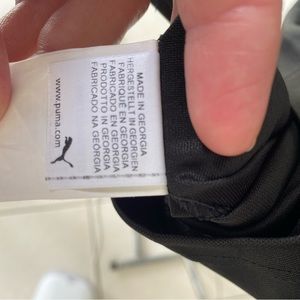 MADE IN GEORGIA
HERGESTELLT IN GEORGIEN
FABRIQUE EN GEORGIA
FABRICADO EN GEORGIA
PRODOTTO IN GEORGIA
FABRICADO NA GEÓRGIA
www.puma.com